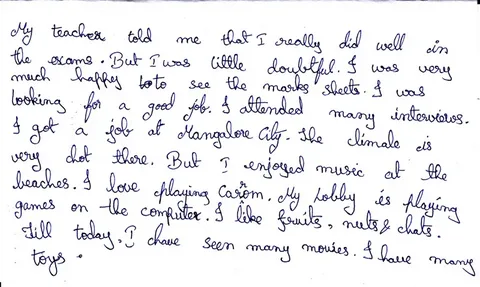 My teacher told me that I really did well in
the exams. But I was little doubtful. I was very
much happy to see the marks sheets. I was
looking for a good job. I attended many interviews.
I got a job at Mangalore City. The climate is
very hot there. But I enjoyed music at the
beaches. I love playing Carrom. My hobby is playing
games on the computer. I like fruits, nuts & chats.
Till today, I have seen many movies. I have many
toys.